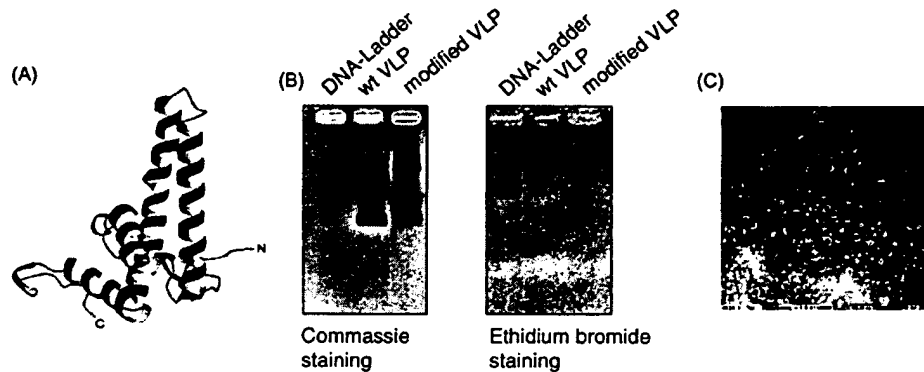 (A)
N
C
(B)
DNA-Ladder
wt VLP
modified VLP
Commassie
staining
DNA-Ladder
wt VLP
modified VLP
Ethidium bromide
staining
(C)